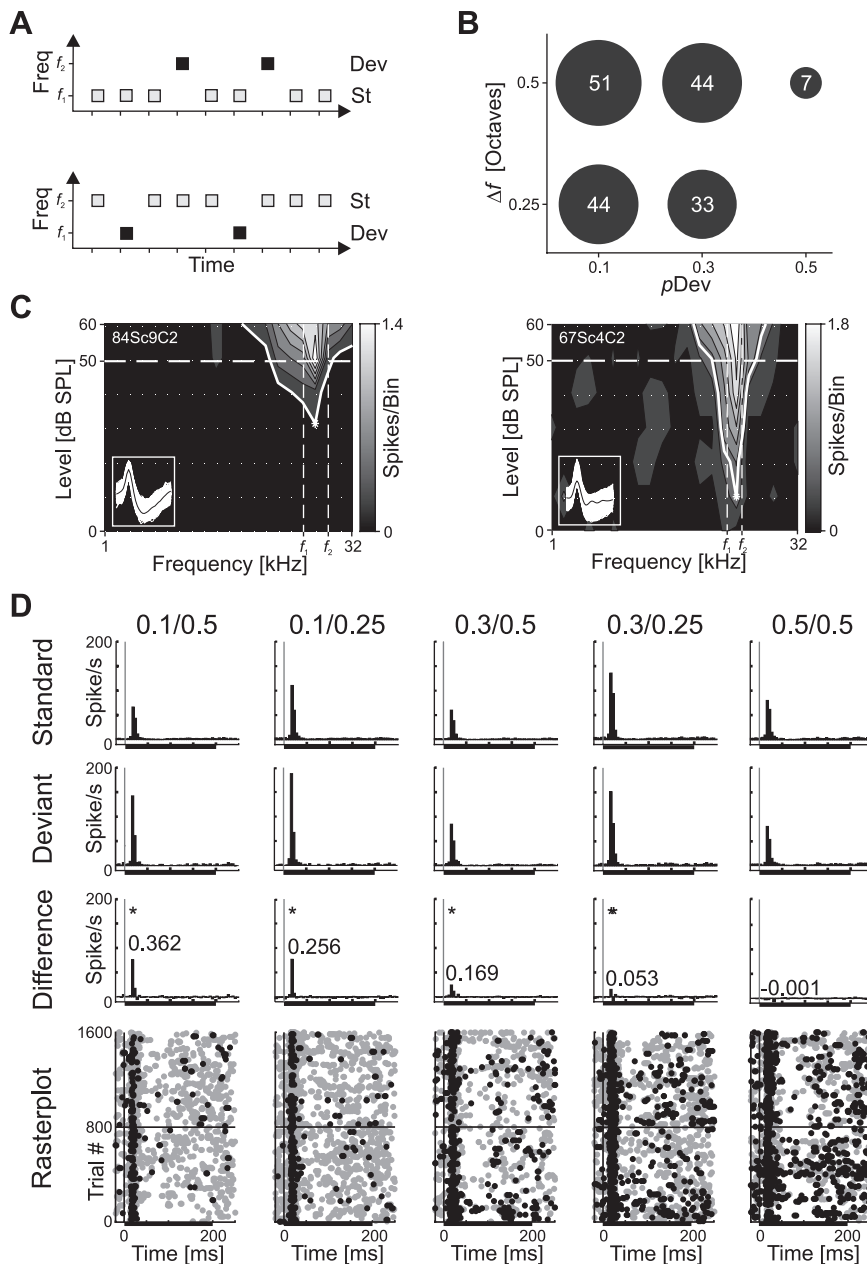 A
Freq
f₂
Dev
f₁
St
Freq
f₂
St
f₁
Dev
Time
B
Δf [Octaves]
0.5
0.25
51
44
7
44
33
0.1
0.3
0.5
pDev
C
84Sc9C2
Level [dB SPL]
60
50
0
1
f₁
f₂
32
Frequency [kHz]
1.4
0
Spikes/Bin
67Sc4C2
Level [dB SPL]
60
50
0
1
f₁
f₂
32
Frequency [kHz]
1.8
0
Spikes/Bin
D
0.1/0.5
0.1/0.25
0.3/0.5
0.3/0.25
0.5/0.5
Standard
Spike/s
200
0
Deviant
Spike/s
200
0
Difference
Spike/s
200
0
*
0.362
*
0.256
*
0.169
**
0.053
-0.001
Rasterplot
Trial #
1600
800
0
0 200
0 200
0 200
0 200
0 200
Time [ms]
Time [ms]
Time [ms]
Time [ms]
Time [ms]